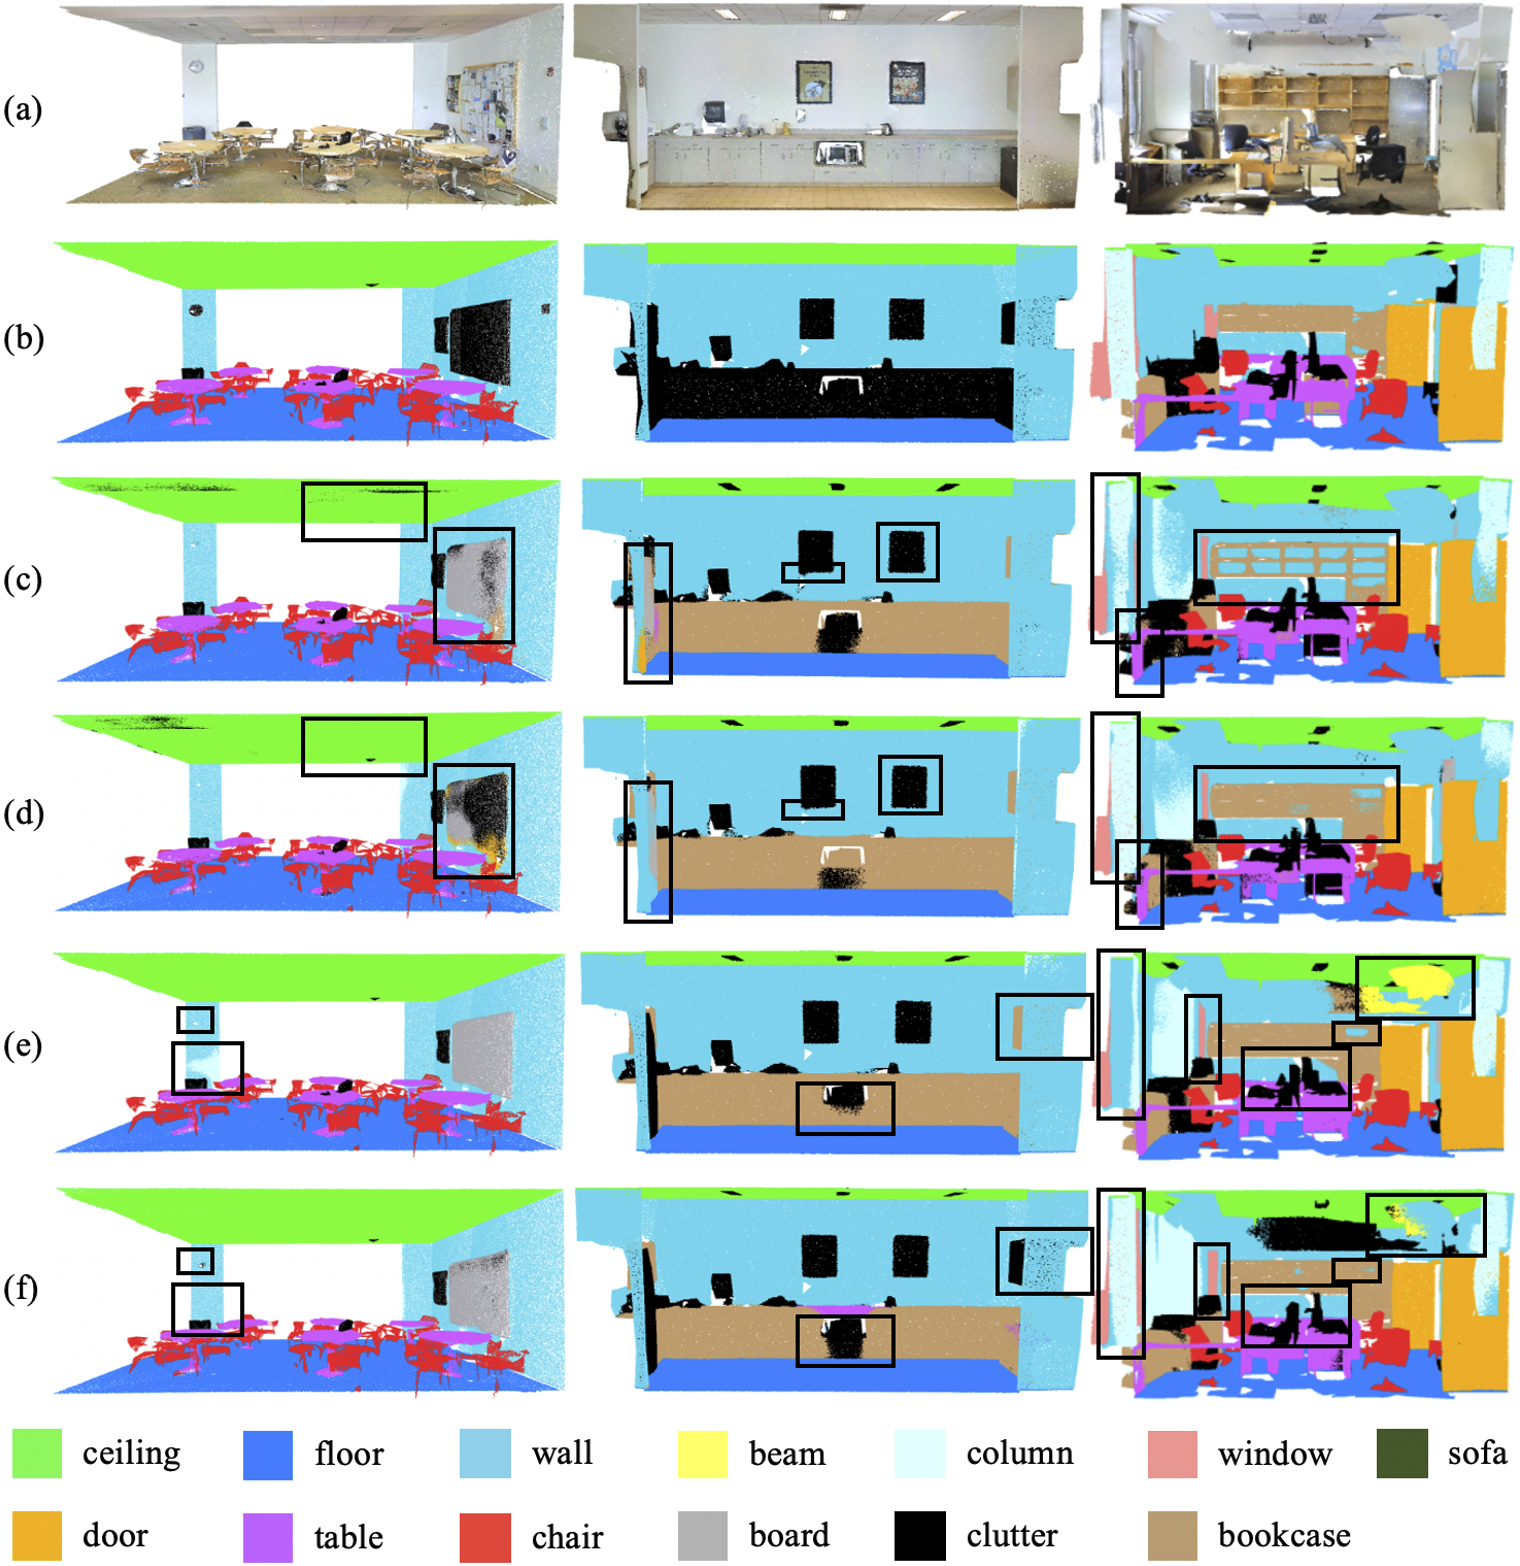 (a)
(b)
(c)
(d)
(e)
(f)
ceiling floor wall beam column window sofa
door table chair board clutter bookcase